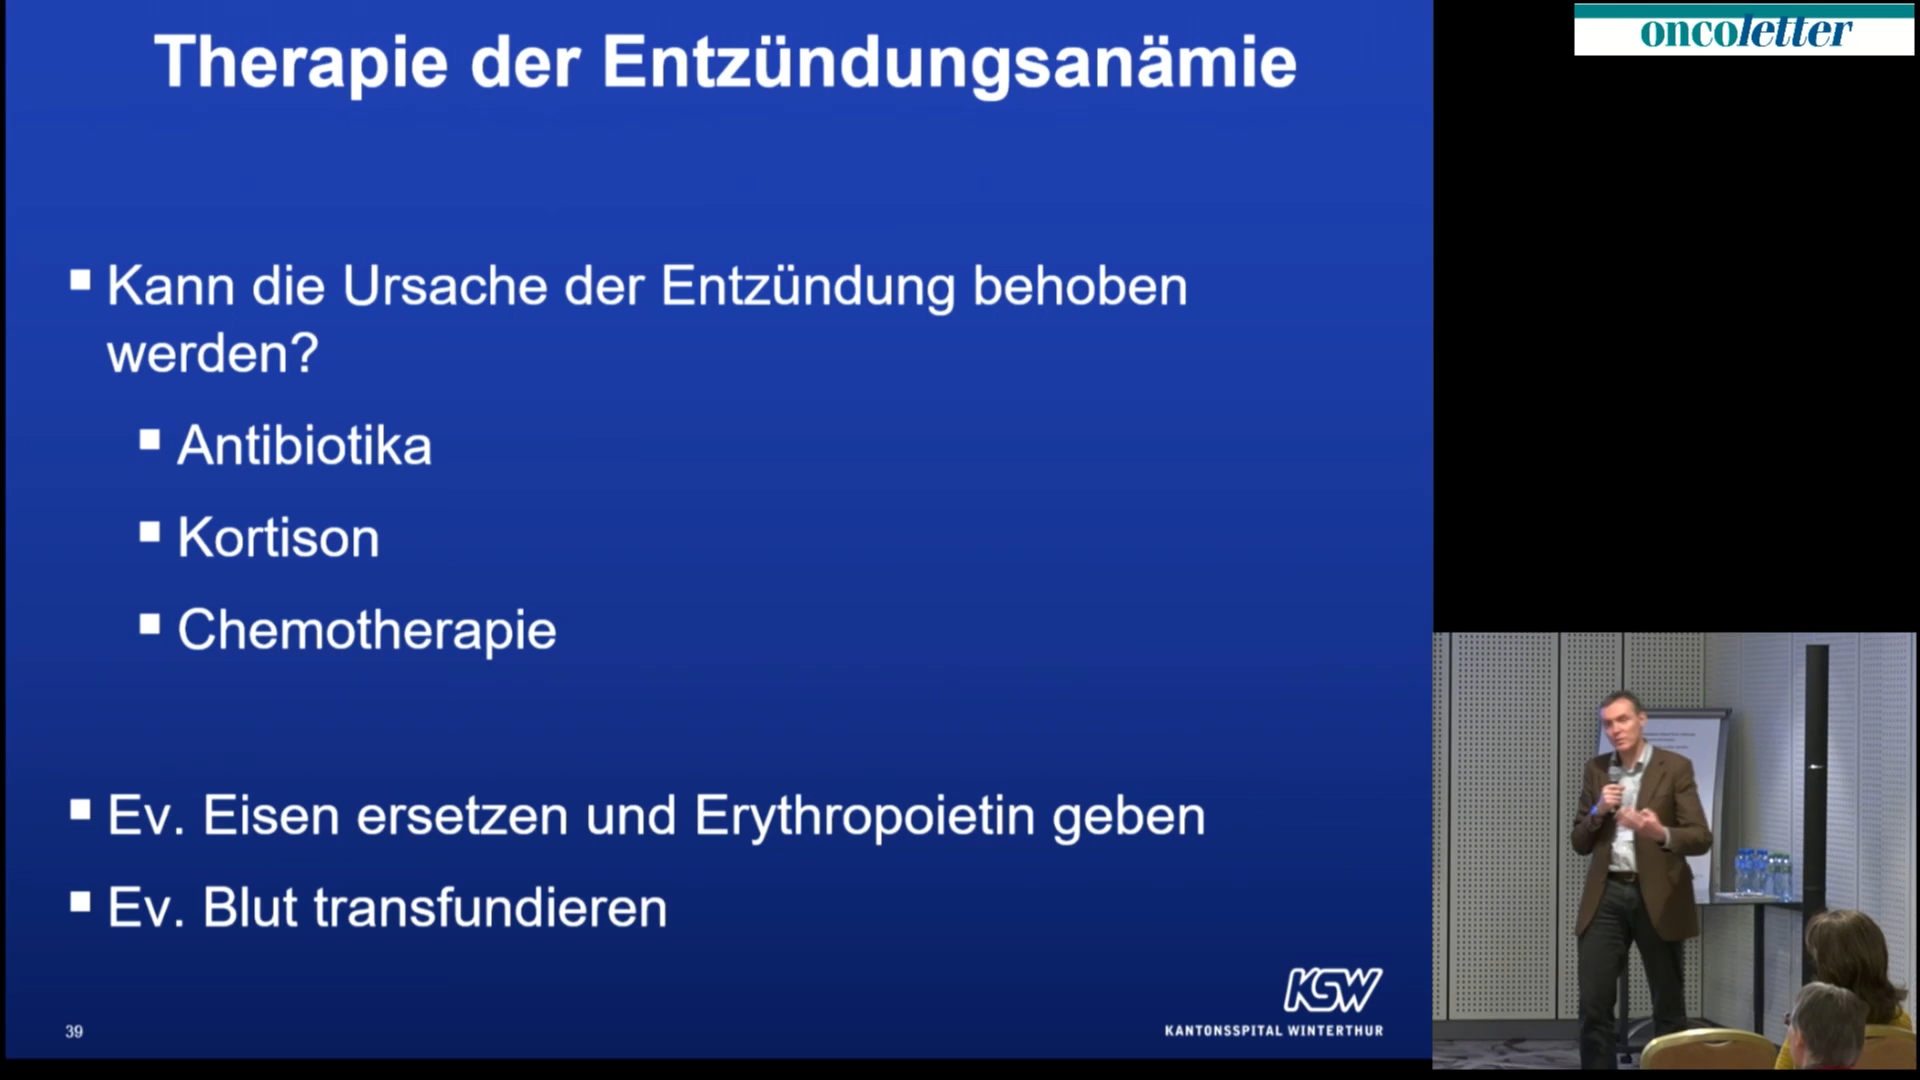 Therapie der Entzündungsanämie
Kann die Ursache der Entzündung behoben
werden?
Antibiotika
Kortison
Chemotherapie
Ev. Eisen ersetzen und Erythropoietin geben
Ev. Blut transfundieren
39
KSW
KANTONSSPITAL WINTERTHUR
oncoletter